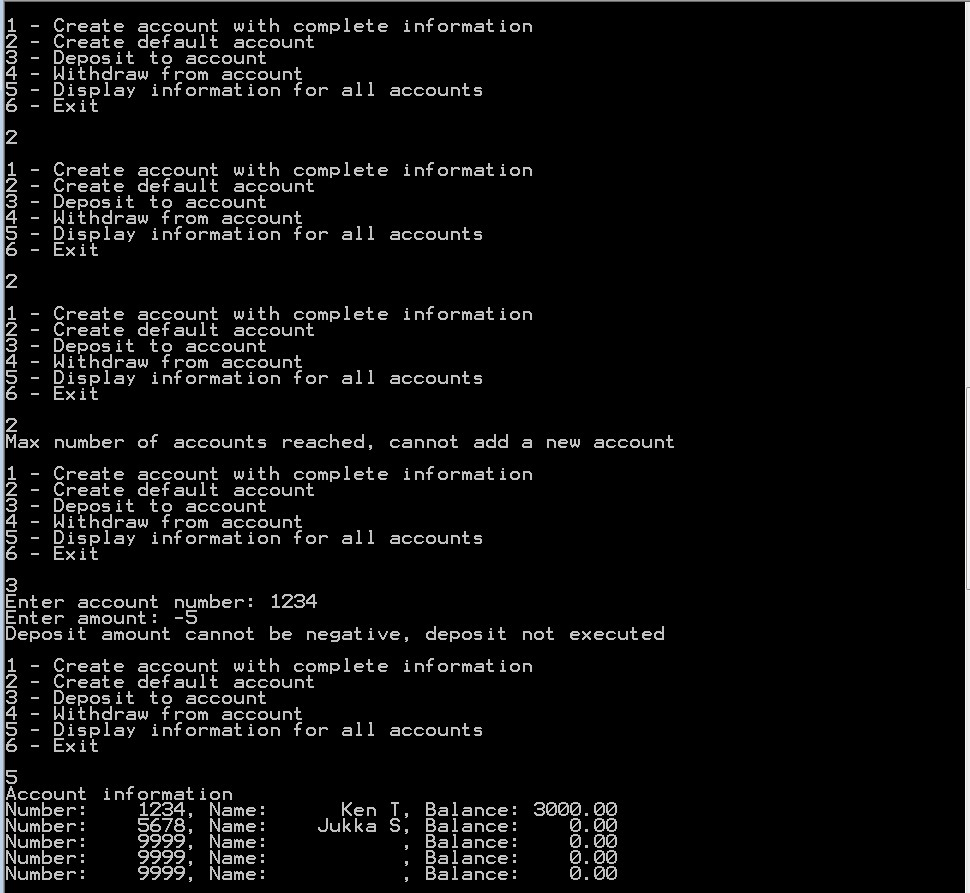 1 - Create account with complete information
2 - Create default account
3 - Deposit to account
4 - Withdraw from account
5 - Display information for all accounts
6 - Exit
2
1 - Create account with complete information
2 - Create default account
3 - Deposit to account
4 - Withdraw from account
5 - Display information for all accounts
6 - Exit
2
1 - Create account with complete information
2 - Create default account
3 - Deposit to account
4 - Withdraw from account
5 - Display information for all accounts
6 - Exit
2
Max number of accounts reached, cannot add a new account
1 - Create account with complete information
2 - Create default account
3 - Deposit to account
4 - Withdraw from account
5 - Display information for all accounts
6 - Exit
3
Enter account number: 1234
Enter amount: -5
Deposit amount cannot be negative, deposit not executed
1 - Create account with complete information
2 - Create default account
3 - Deposit to account
4 - Withdraw from account
5 - Display information for all accounts
6 - Exit
5
Account information
Number:      1234, Name:      Ken T, Balance: 3000.00
Number:      5678, Name:    Jukka S, Balance:    0.00
Number:      9999, Name:           , Balance:    0.00
Number:      9999, Name:           , Balance:    0.00
Number:      9999, Name:           , Balance:    0.00